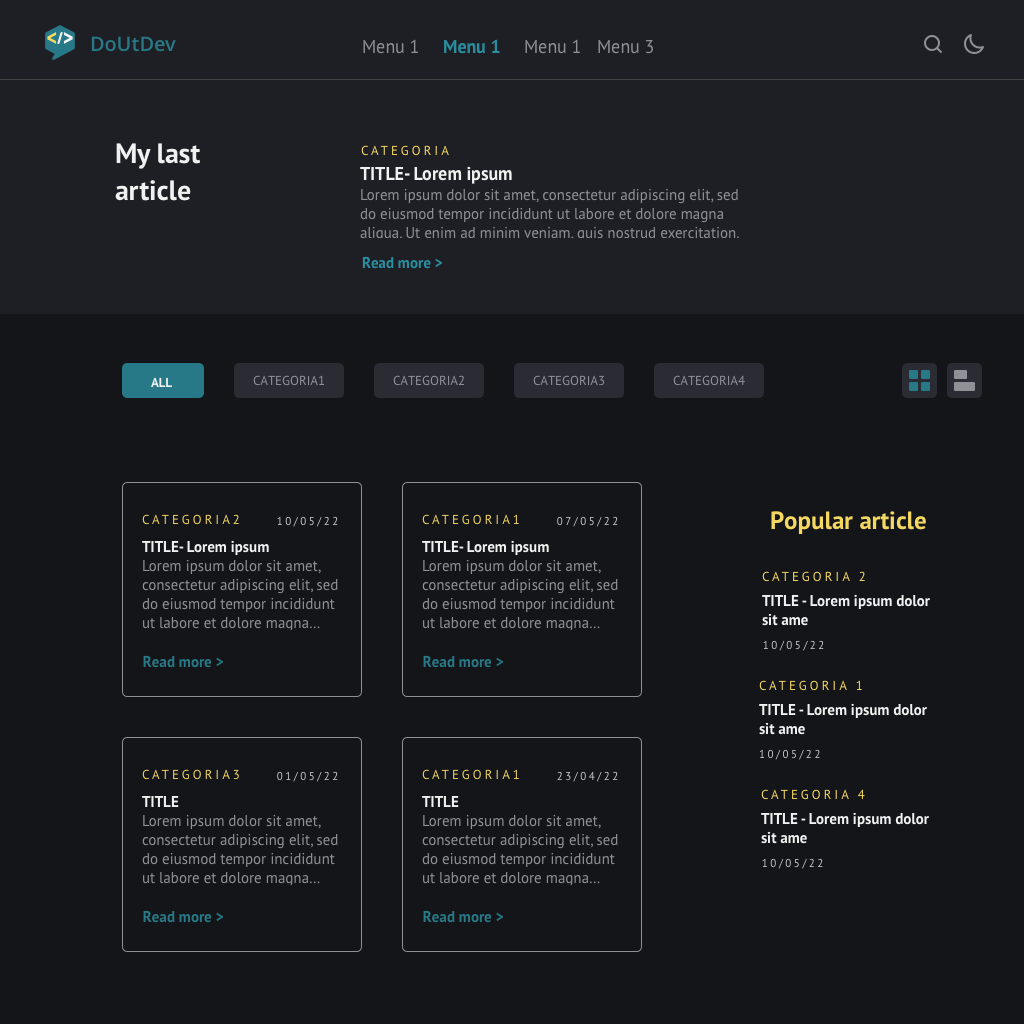 </> DoUtDev
Menu 1 Menu 1 Menu 1 Menu 3
My last
article
CATEGORIA
TITLE- Lorem ipsum
Lorem ipsum dolor sit amet, consectetur adipiscing elit, sed
do eiusmod tempor incididunt ut labore et dolore magna
aliqua. Ut enim ad minim veniam, quis nostrud exercitation.
Read more >
ALL
CATEGORIA1
CATEGORIA2
CATEGORIA3
CATEGORIA4
CATEGORIA2 10/05/22
TITLE- Lorem ipsum
Lorem ipsum dolor sit amet,
consectetur adipiscing elit, sed
do eiusmod tempor incididunt
ut labore et dolore magna...
Read more >
CATEGORIA1 07/05/22
TITLE- Lorem ipsum
Lorem ipsum dolor sit amet,
consectetur adipiscing elit, sed
do eiusmod tempor incididunt
ut labore et dolore magna...
Read more >
CATEGORIA3 01/05/22
TITLE
Lorem ipsum dolor sit amet,
consectetur adipiscing elit, sed
do eiusmod tempor incididunt
ut labore et dolore magna...
Read more >
CATEGORIA1 23/04/22
TITLE
Lorem ipsum dolor sit amet,
consectetur adipiscing elit, sed
do eiusmod tempor incididunt
ut labore et dolore magna...
Read more >
Popular article
CATEGORIA 2
TITLE - Lorem ipsum dolor
sit ame
10/05/22
CATEGORIA 1
TITLE - Lorem ipsum dolor
sit ame
10/05/22
CATEGORIA 4
TITLE - Lorem ipsum dolor
sit ame
10/05/22